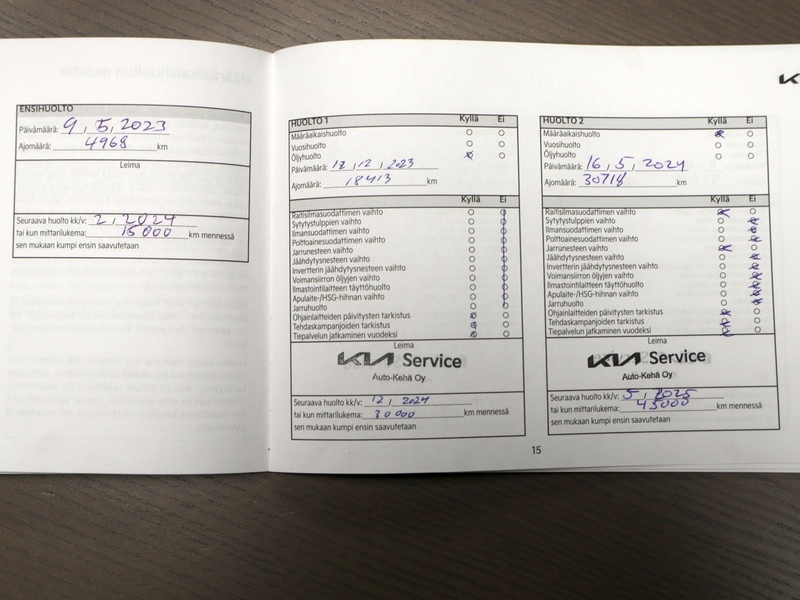 ENSIHUOLTO
Päivämäärä: 9, 5, 2023
Ajomäärä: 4968 km
Leima
Seuraava huolto kk/v: 2, 2024
tai kun mittarilukema: 15000 km mennessä
sen mukaan kumpi ensin saavutetaan
HUOLTO 1 Kyllä Ei
Määräaikaishuolto
Vuosihuolto
Öljyhuolto
Päivämäärä: 12, 12, 2023
Ajomäärä: 18413 km
Kyllä Ei
Raitisilmasuodattimen vaihto
Sytytystulppien vaihto
Ilmansuodattimen vaihto
Polttoainesuodattimen vaihto
Jarrunesteen vaihto
Jäähdytysnesteen vaihto
Invertterin jäähdytysnesteen vaihto
Voimansiirron öljyjen vaihto
Ilmastointilaitteen täyttöhuolto
Apulaite-/HSG-hihnan vaihto
Jarruhuolto
Ohjainlaitteiden päivitysten tarkistus
Tehdaskampanjoiden tarkistus
Tiepalvelun jatkaminen vuodeksi
Leima
KIA Service
Auto-Kehä Oy
Seuraava huolto kk/v: 12, 2024
tai kun mittarilukema: 30000 km mennessä
sen mukaan kumpi ensin saavutetaan
HUOLTO 2 Kyllä Ei
Määräaikaishuolto
Vuosihuolto
Öljyhuolto
Päivämäärä: 16, 5, 2024
Ajomäärä: 30718 km
Kyllä Ei
Raitisilmasuodattimen vaihto
Sytytystulppien vaihto
Ilmansuodattimen vaihto
Polttoainesuodattimen vaihto
Jarrunesteen vaihto
Jäähdytysnesteen vaihto
Invertterin jäähdytysnesteen vaihto
Voimansiirron öljyjen vaihto
Ilmastointilaitteen täyttöhuolto
Apulaite-/HSG-hihnan vaihto
Jarruhuolto
Ohjainlaitteiden päivitysten tarkistus
Tehdaskampanjoiden tarkistus
Tiepalvelun jatkaminen vuodeksi
Leima
KIA Service
Auto-Kehä Oy
Seuraava huolto kk/v: 5, 2025
tai kun mittarilukema: 45000 km mennessä
sen mukaan kumpi ensin saavutetaan
15